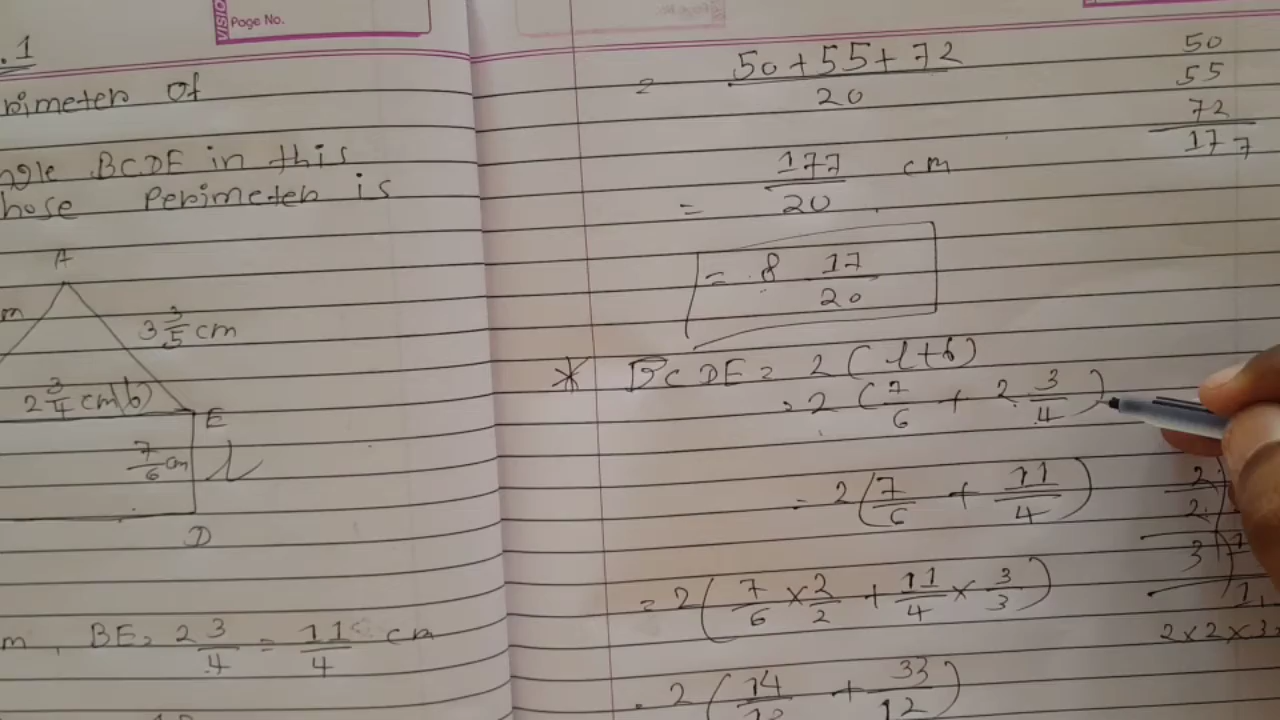 Page No.
.1
rimeter of
ngle BCDE in this
hose Perimeter is
A
m
3 3/5 cm
2 3/4 cm(b)
E
7/6 cm
l
D
m, BE = 2 3/4 = 11/4 cm
= 50+55+72 / 20
50
55
72
177
= 177/20 cm
= 8 17/20
* BCDE = 2 (l+b)
= 2 (7/6 + 2 3/4)
= 2 (7/6 + 11/4)
= 2 (7/6 × 2/2 + 11/4 × 3/3)
2×2×3
= 2 (14/12 + 33/12)